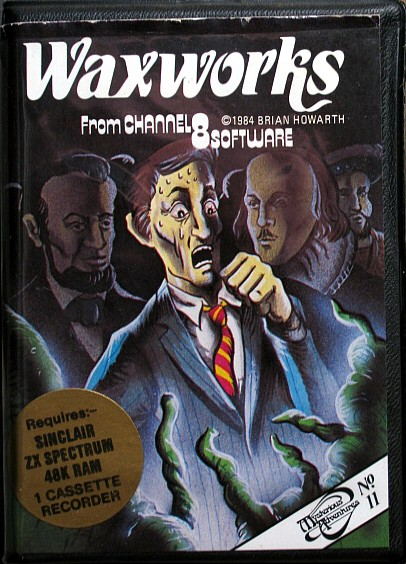 Waxworks
From CHANNEL 8 SOFTWARE
©1984 BRIAN HOWARTH
Requires:-
SINCLAIR
ZX SPECTRUM
48K RAM
1 CASSETTE
RECORDER
Mysterious
Adventures
No
11